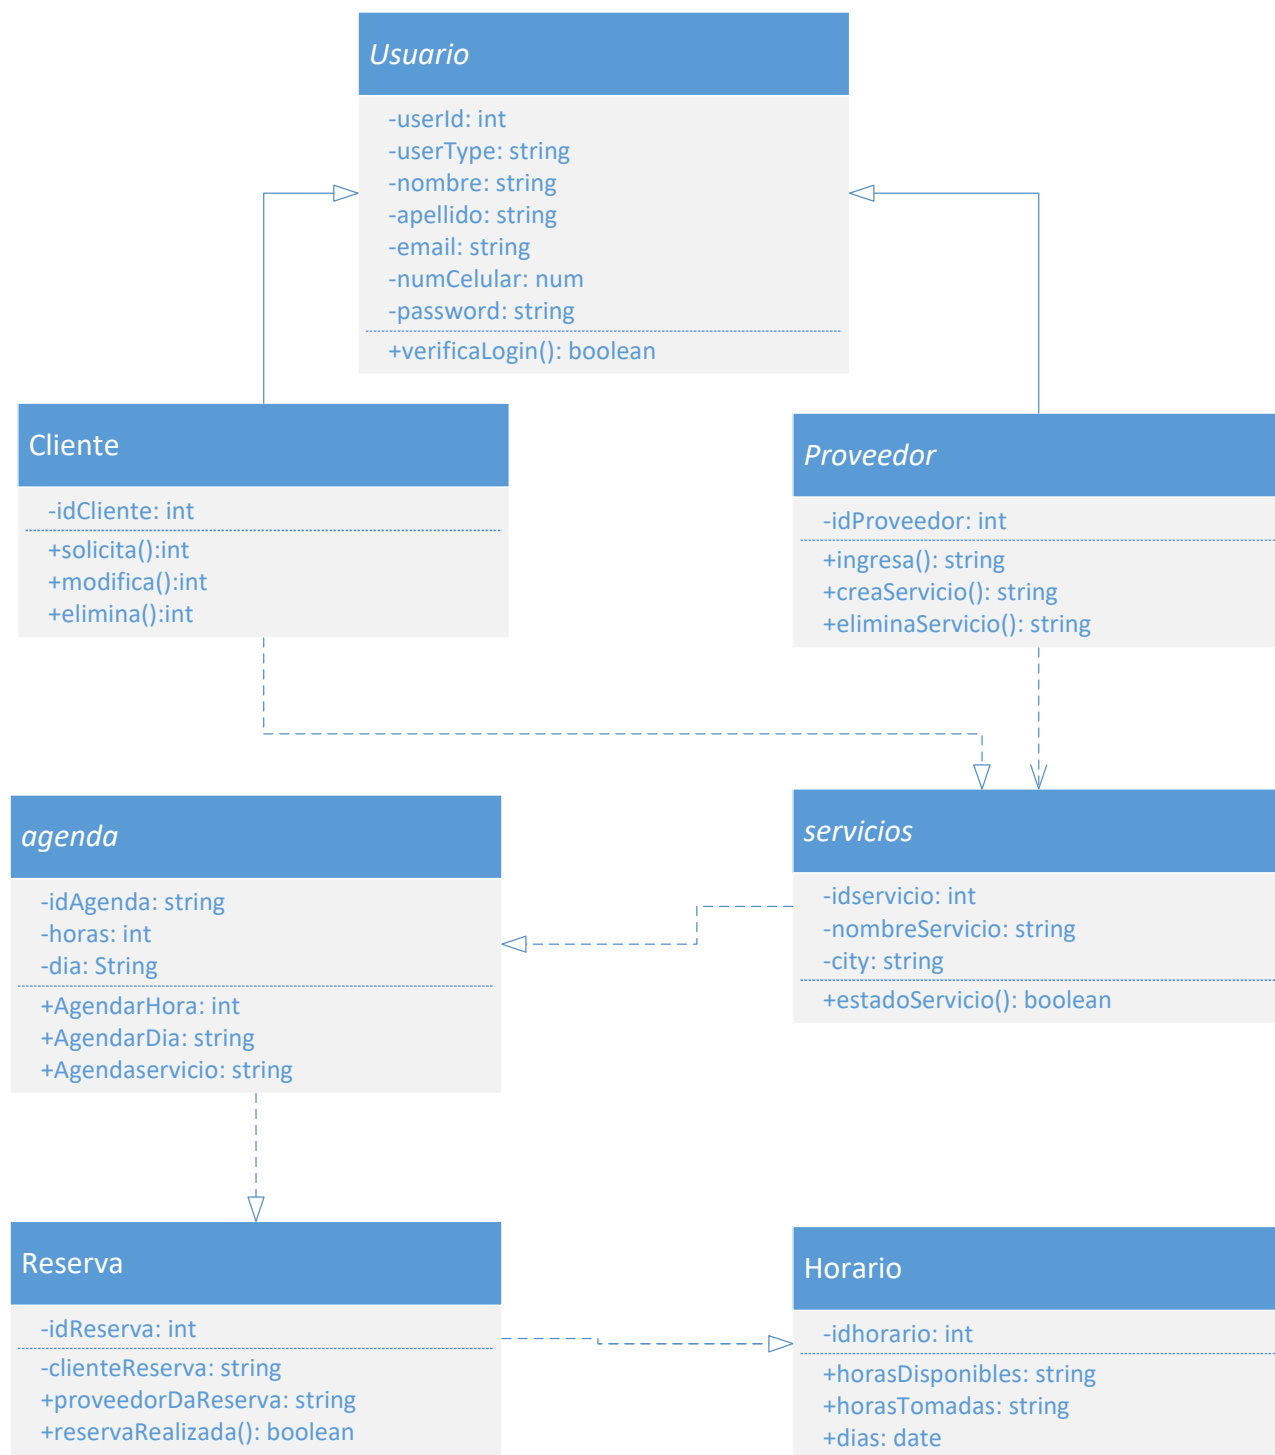 Usuario
-userId: int
-userType: string
-nombre: string
-apellido: string
-email: string
-numCelular: num
-password: string
+verificaLogin(): boolean
Cliente
-idCliente: int
+solicita():int
+modifica():int
+elimina():int
Proveedor
-idProveedor: int
+ingresa(): string
+creaServicio(): string
+eliminaServicio(): string
agenda
-idAgenda: string
-horas: int
-dia: String
+AgendarHora: int
+AgendarDia: string
+Agendaservicio: string
servicios
-idservicio: int
-nombreServicio: string
-city: string
+estadoServicio(): boolean
Reserva
-idReserva: int
-clienteReserva: string
+proveedorDaReserva: string
+reservaRealizada(): boolean
Horario
-idhorario: int
+horasDisponibles: string
+horasTomadas: string
+dias: date